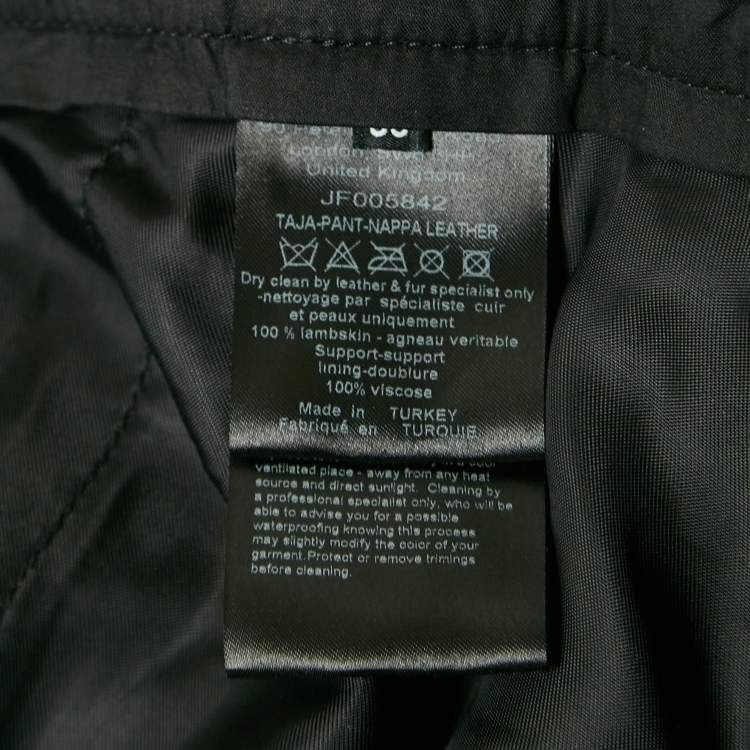 London,
United Kingdom
JF005842
TAJA-PANT-NAPPA LEATHER
Dry clean by leather & fur specialist only
-nettoyage par spécialiste cuir
et peaux uniquement
100 % lambskin - agneau veritable
Support-support
lining-doublure
100% viscose
Made in TURKEY
Fabriqué en TURQUIE
ventilated place - away from any heat
source and direct sunlight. Cleaning by
a professional specialist only, who will be
able to advise you for a possible
waterproofing knowing this process
may slightly modify the color of your
garment.Protect or remove trimings
before cleaning.